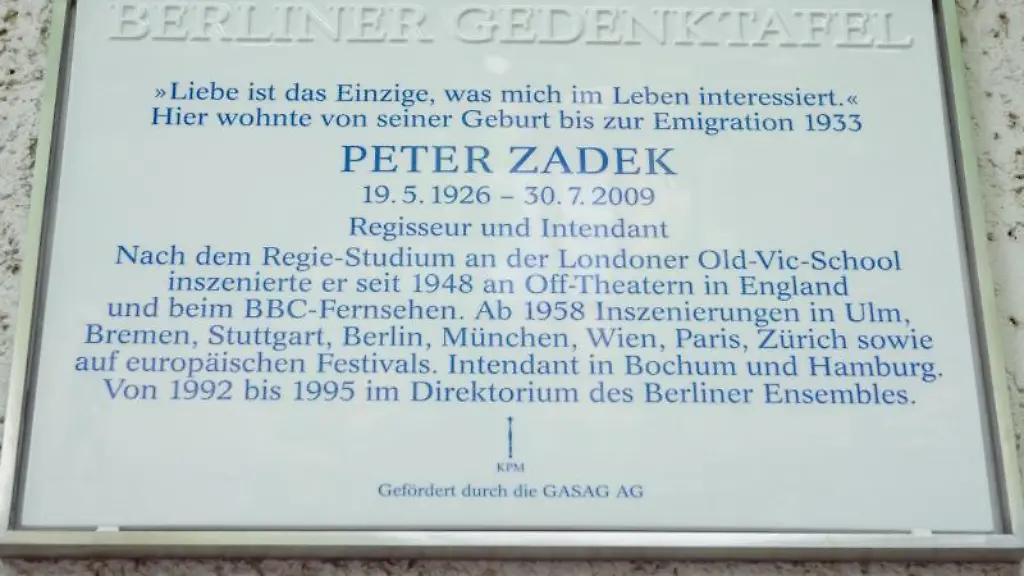 BERLINER GEDENKTAFEL
»Liebe ist das Einzige, was mich im Leben interessiert.«
Hier wohnte von seiner Geburt bis zur Emigration 1933
PETER ZADEK
19. 5. 1926 – 30. 7. 2009
Regisseur und Intendant
Nach dem Regie-Studium an der Londoner Old-Vic-School
inszenierte er seit 1948 an Off-Theatern in England
und beim BBC-Fernsehen. Ab 1958 Inszenierungen in Ulm,
Bremen, Stuttgart, Berlin, München, Wien, Paris, Zürich sowie
auf europäischen Festivals. Intendant in Bochum und Hamburg.
Von 1992 bis 1995 im Direktorium des Berliner Ensembles.
KPM
Gefördert durch die GASAG AG